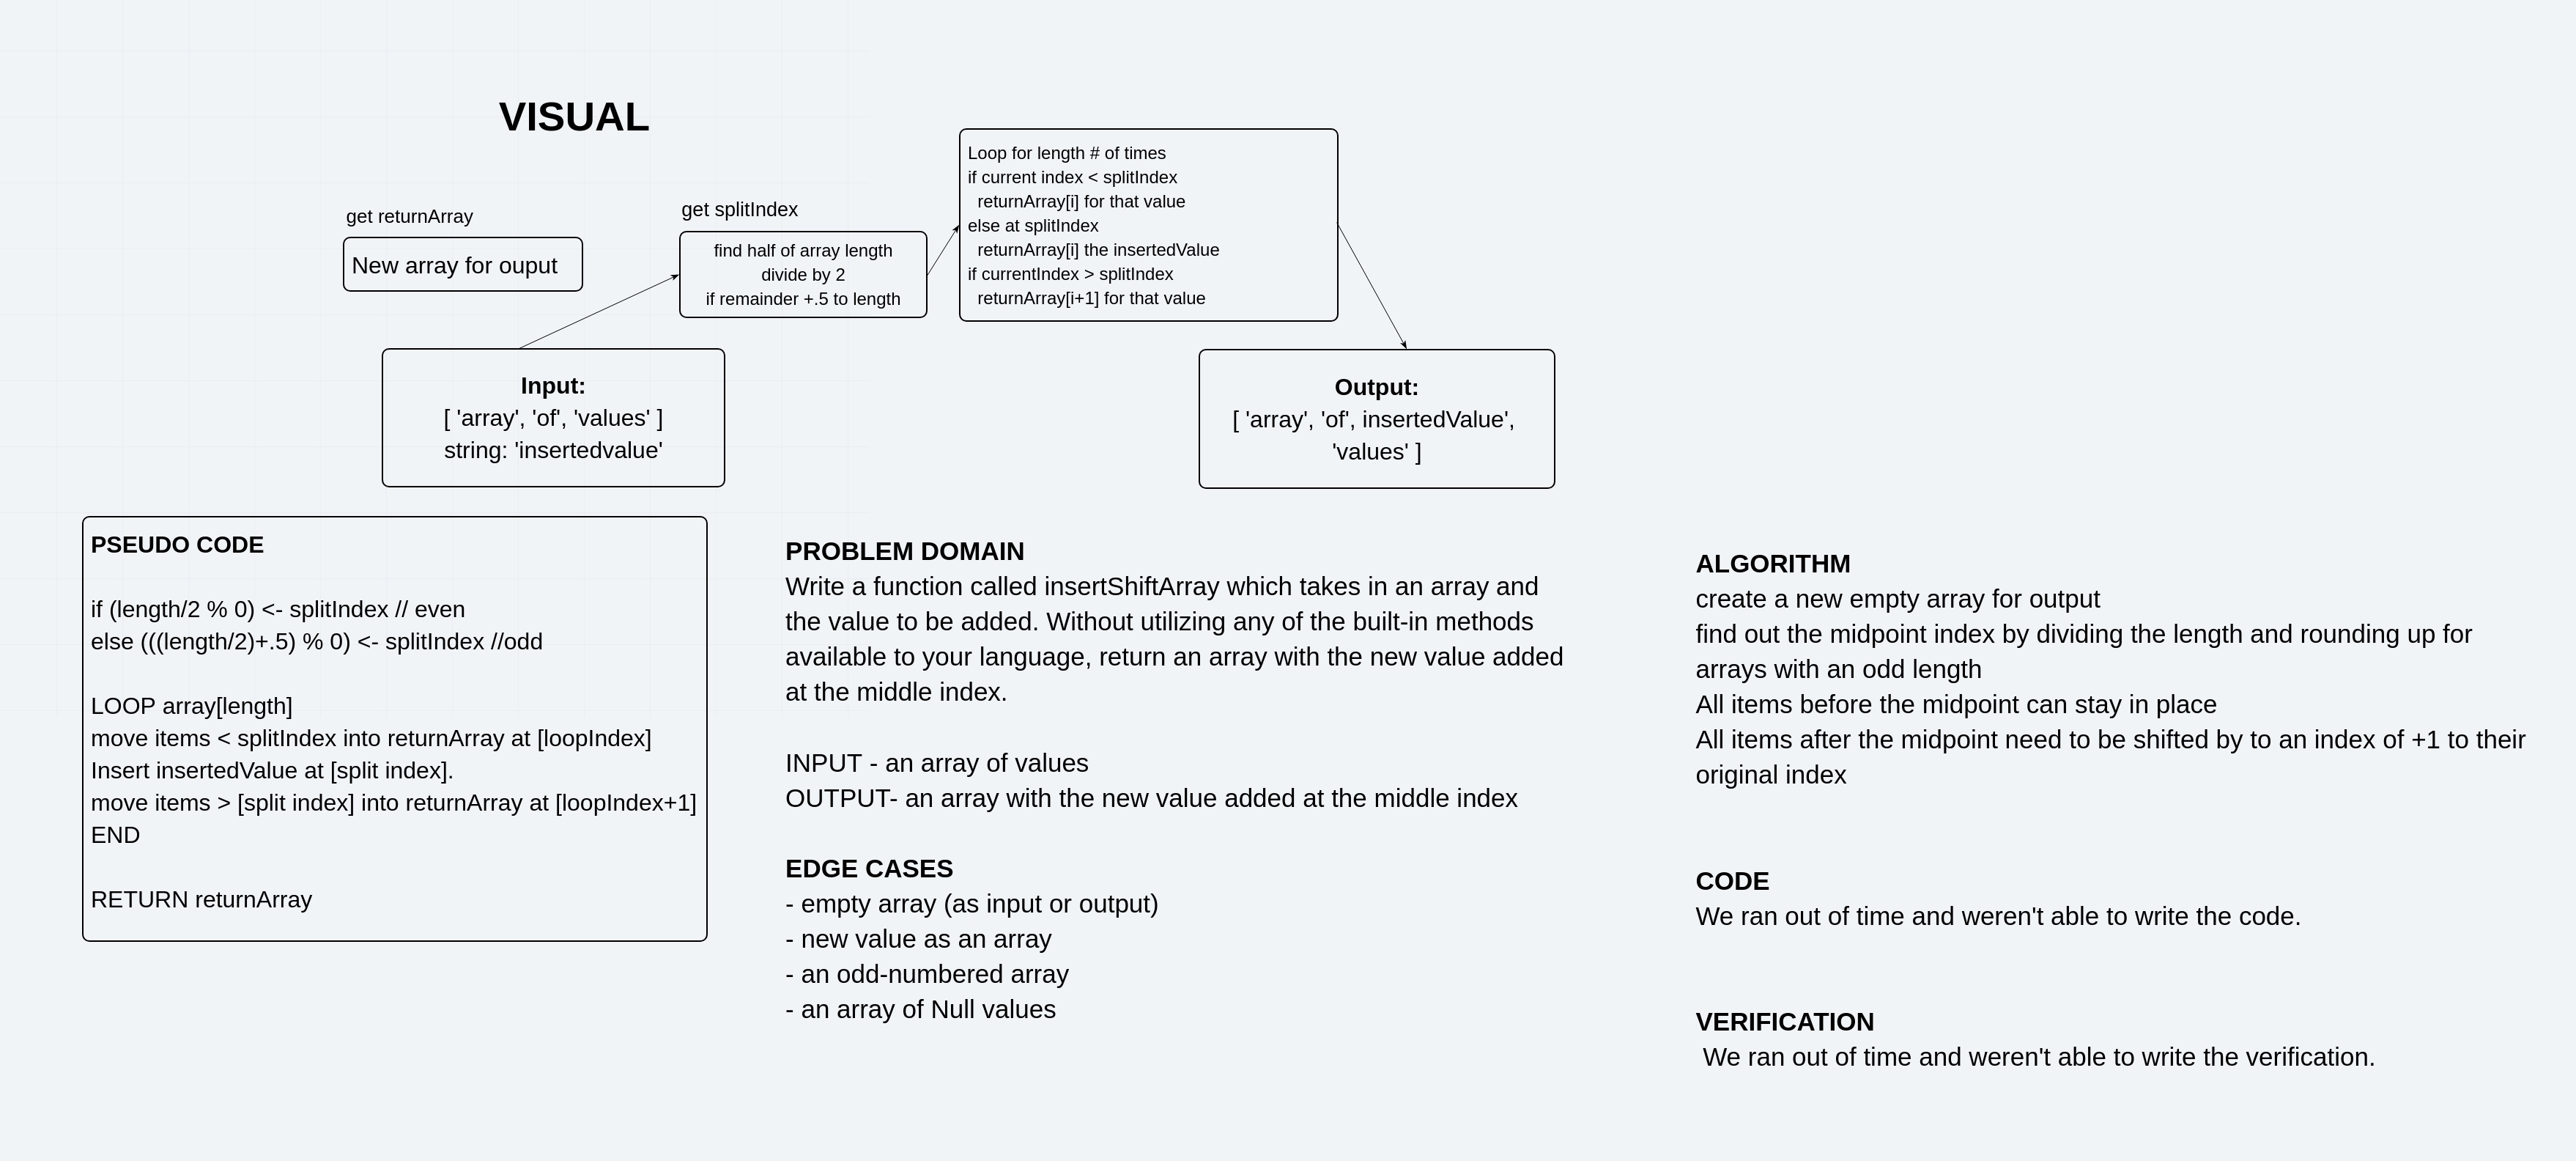 VISUAL
get returnArray
New array for ouput
get splitIndex
find half of array length
divide by 2
if remainder +.5 to length
Loop for length # of times
if current index < splitIndex
returnArray[i] for that value
else at splitIndex
returnArray[i] the insertedValue
if currentIndex > splitIndex
returnArray[i+1] for that value
Input:
[ 'array', 'of', 'values' ]
string: 'insertedvalue'
Output:
[ 'array', 'of', insertedValue',
'values' ]
PSEUDO CODE
if (length/2 % 0) <- splitIndex // even
else (((length/2)+.5) % 0) <- splitIndex //odd
LOOP array[length]
move items < splitIndex into returnArray at [loopIndex]
Insert insertedValue at [split index].
move items > [split index] into returnArray at [loopIndex+1]
END
RETURN returnArray
PROBLEM DOMAIN
Write a function called insertShiftArray which takes in an array and
the value to be added. Without utilizing any of the built-in methods
available to your language, return an array with the new value added
at the middle index.
INPUT - an array of values
OUTPUT- an array with the new value added at the middle index
EDGE CASES
- empty array (as input or output)
- new value as an array
- an odd-numbered array
- an array of Null values
ALGORITHM
create a new empty array for output
find out the midpoint index by dividing the length and rounding up for
arrays with an odd length
All items before the midpoint can stay in place
All items after the midpoint need to be shifted by to an index of +1 to their
original index
CODE
We ran out of time and weren't able to write the code.
VERIFICATION
We ran out of time and weren't able to write the verification.